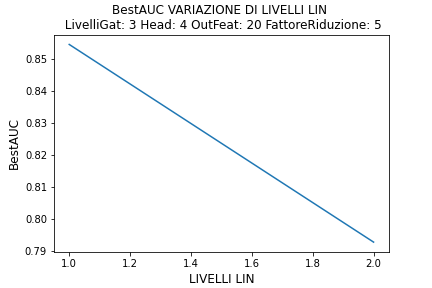 BestAUC VARIAZIONE DI LIVELLI LIN
LivelliGat: 3 Head: 4 OutFeat: 20 FattoreRiduzione: 5
BestAUC
0.85
0.84
0.83
0.82
0.81
0.80
0.79
1.0 1.2 1.4 1.6 1.8 2.0
LIVELLI LIN